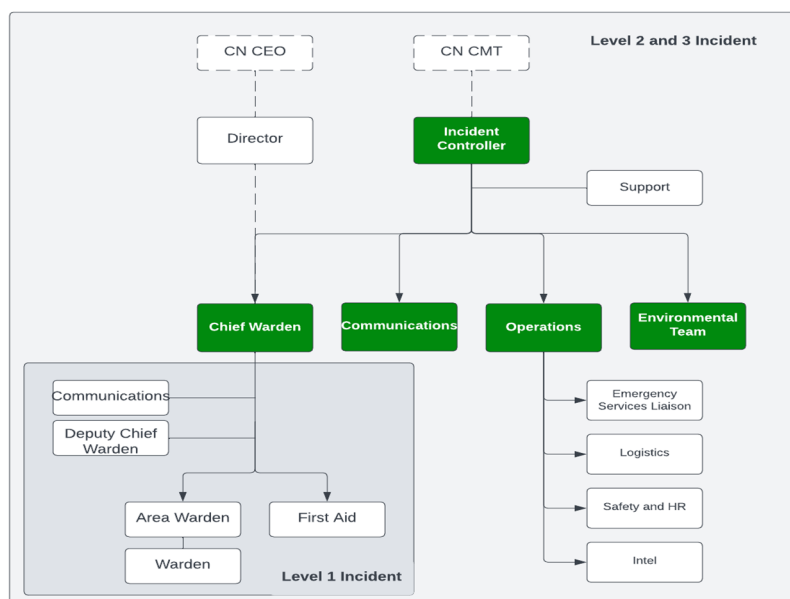 CN CEO
CN CMT
Level 2 and 3 Incident
Director
Incident
Controller
Support
Chief Warden
Communications
Operations
Environmental
Team
Communications
Deputy Chief
Warden
Emergency
Services Liaison
Logistics
Area Warden
First Aid
Safety and HR
Warden
Intel
Level 1 Incident